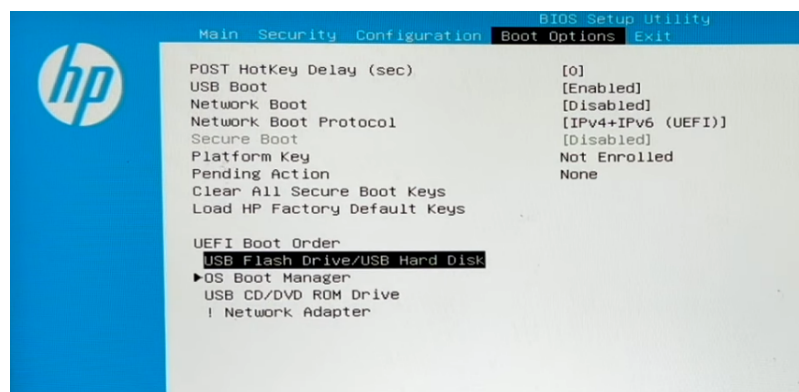 BIOS Setup Utility
Main Security Configuration Boot Options Exit
hp
POST HotKey Delay (sec) [0]
USB Boot [Enabled]
Network Boot [Disabled]
Network Boot Protocol [IPv4+IPv6 (UEFI)]
Secure Boot [Disabled]
Platform Key Not Enrolled
Pending Action None
Clear All Secure Boot Keys
Load HP Factory Default Keys
UEFI Boot Order
USB Flash Drive/USB Hard Disk
▶OS Boot Manager
USB CD/DVD ROM Drive
! Network Adapter